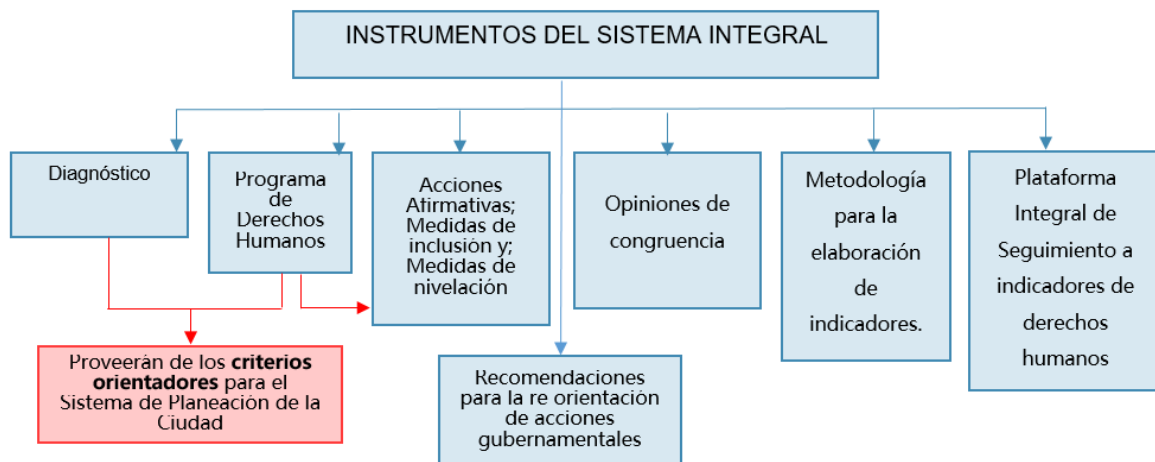 INSTRUMENTOS DEL SISTEMA INTEGRAL
Diagnóstico
Programa
de
Derechos
Humanos
Acciones
Afirmativas;
Medidas de
inclusión y;
Medidas de
nivelación
Opiniones de
congruencia
Metodología
para la
elaboración
de
indicadores.
Plataforma
Integral de
Seguimiento a
indicadores de
derechos
humanos
Proveerán de los criterios
orientadores para el
Sistema de Planeación de la
Ciudad
Recomendaciones
para la re orientación
de acciones
gubernamentales